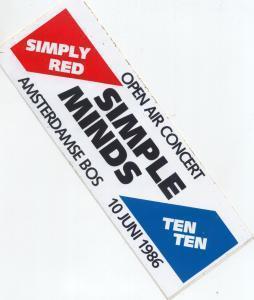 SIMPLY
RED
OPEN AIR CONCERT
SIMPLE
MINDS
AMSTERDAMSE BOS
10 JUNI 1986
TEN
TEN